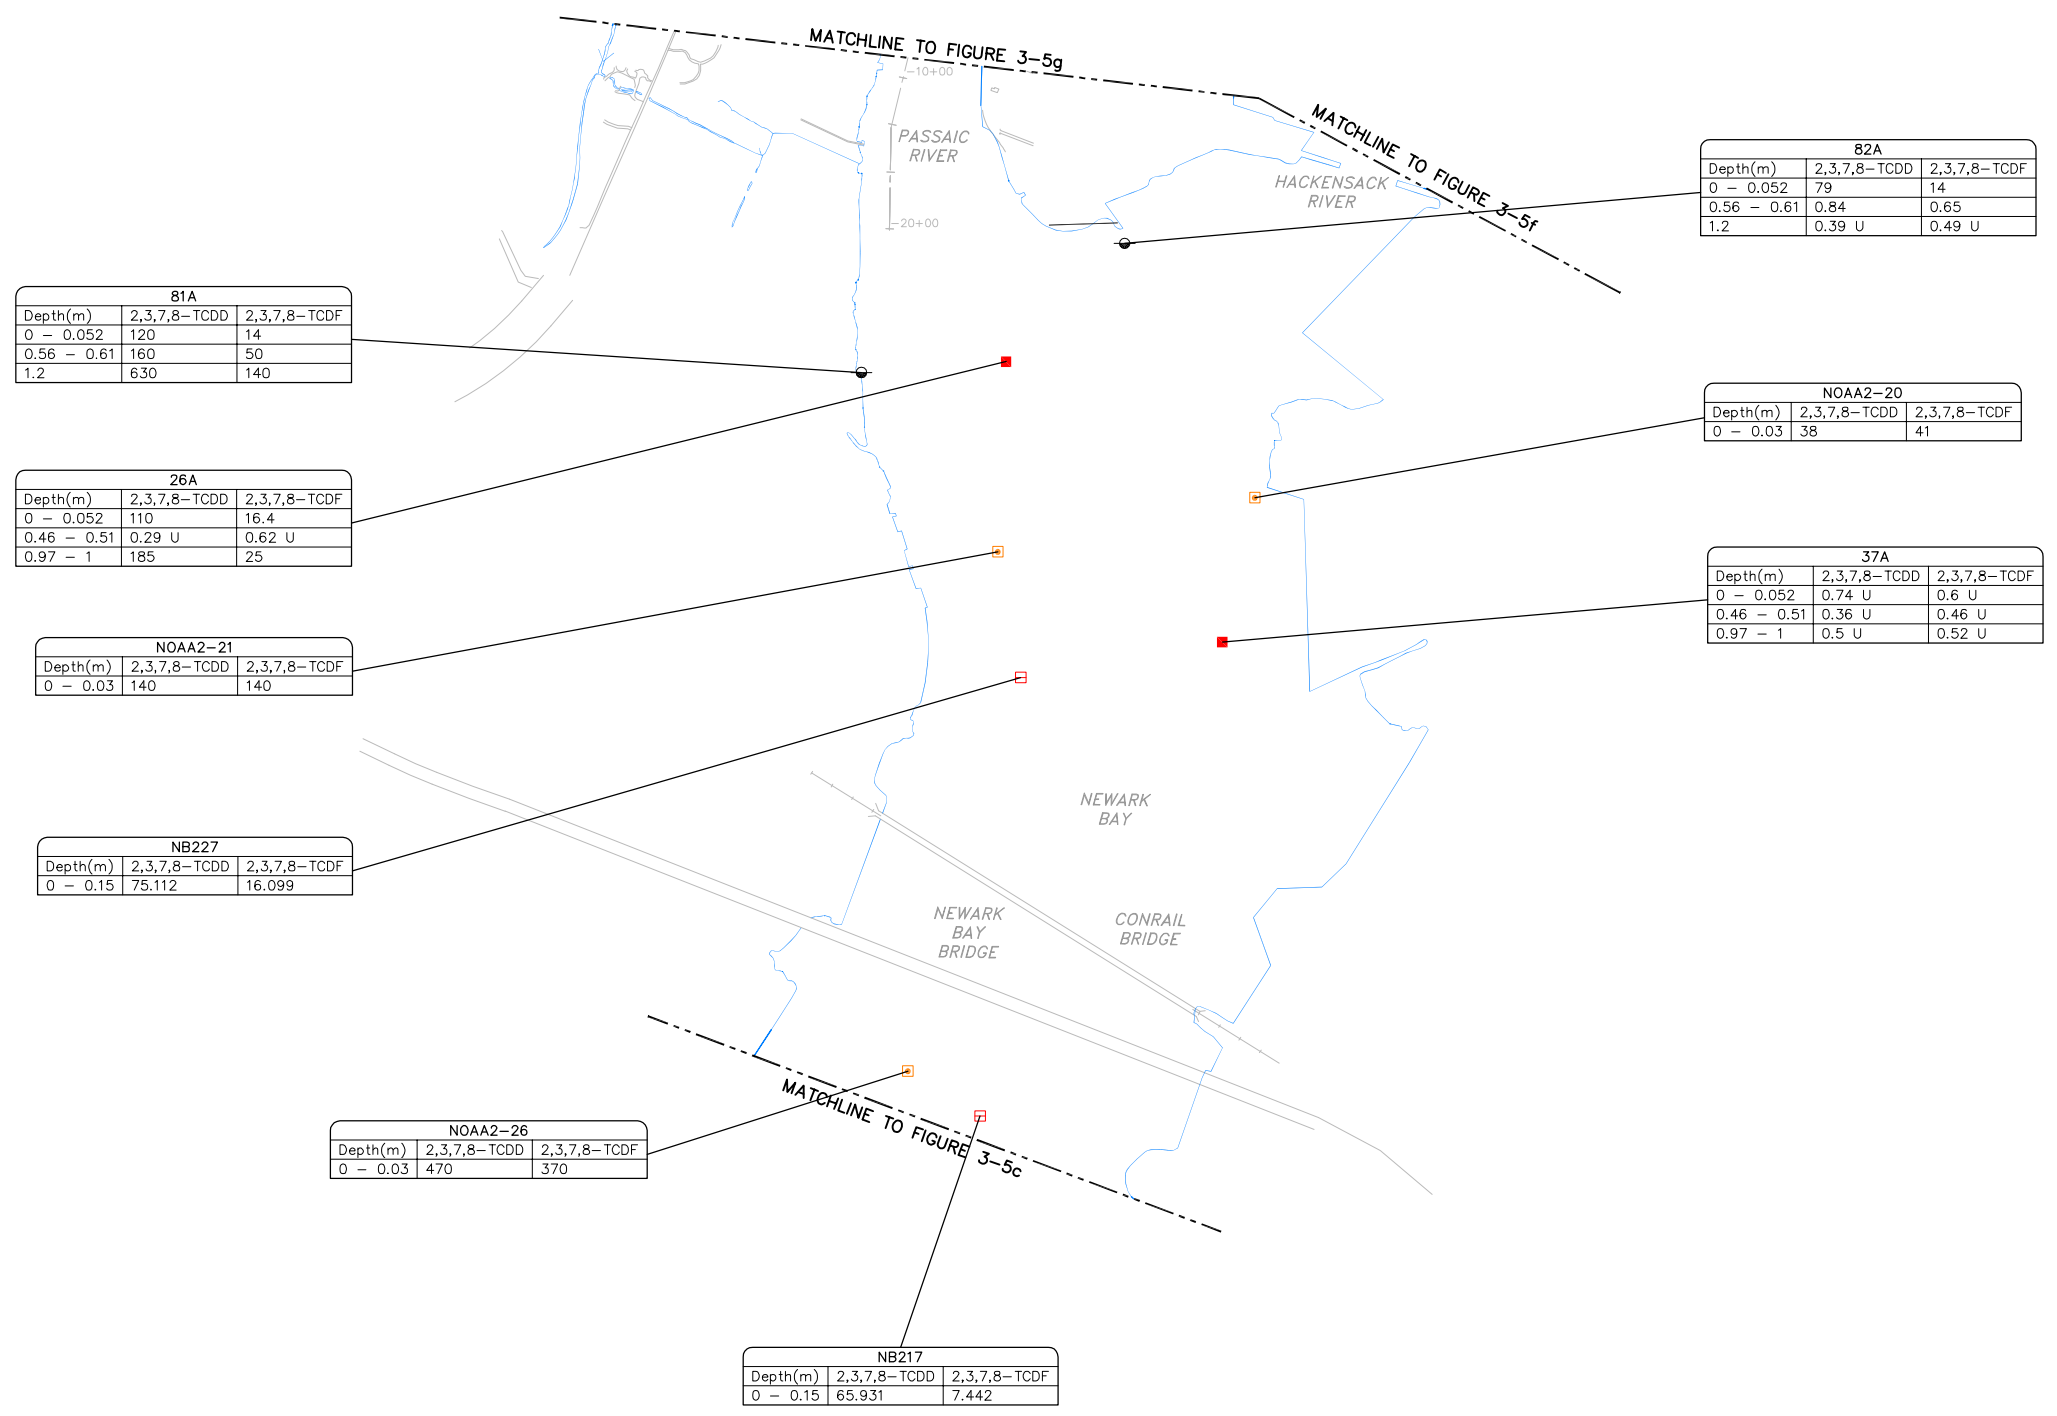 MATCHLINE TO FIGURE 3-5g
-10+00
PASSAIC
RIVER
-20+00
MATCHLINE TO FIGURE 3-5f
HACKENSACK
RIVER
82A
Depth(m) 2,3,7,8-TCDD 2,3,7,8-TCDF
0 - 0.052 79 14
0.56 - 0.61 0.84 0.65
1.2 0.39 U 0.49 U
81A
Depth(m) 2,3,7,8-TCDD 2,3,7,8-TCDF
0 - 0.052 120 14
0.56 - 0.61 160 50
1.2 630 140
NOAA2-20
Depth(m) 2,3,7,8-TCDD 2,3,7,8-TCDF
0 - 0.03 38 41
26A
Depth(m) 2,3,7,8-TCDD 2,3,7,8-TCDF
0 - 0.052 110 16.4
0.46 - 0.51 0.29 U 0.62 U
0.97 - 1 185 25
37A
Depth(m) 2,3,7,8-TCDD 2,3,7,8-TCDF
0 - 0.052 0.74 U 0.6 U
0.46 - 0.51 0.36 U 0.46 U
0.97 - 1 0.5 U 0.52 U
NOAA2-21
Depth(m) 2,3,7,8-TCDD 2,3,7,8-TCDF
0 - 0.03 140 140
NEWARK
BAY
NB227
Depth(m) 2,3,7,8-TCDD 2,3,7,8-TCDF
0 - 0.15 75.112 16.099
NEWARK
BAY
BRIDGE
CONRAIL
BRIDGE
MATCHLINE TO FIGURE 3-5c
NOAA2-26
Depth(m) 2,3,7,8-TCDD 2,3,7,8-TCDF
0 - 0.03 470 370
NB217
Depth(m) 2,3,7,8-TCDD 2,3,7,8-TCDF
0 - 0.15 65.931 7.442